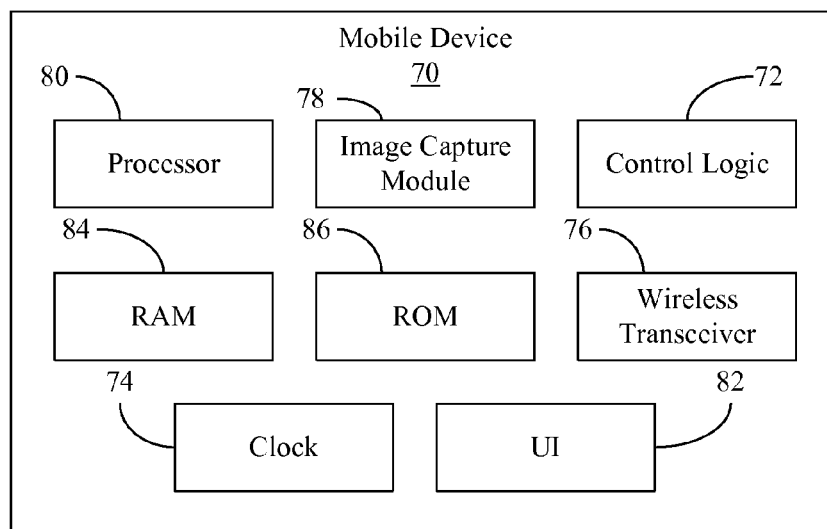 Mobile Device
70
80
78
72
Processor
Image Capture
Module
Control Logic
84
86
76
RAM
ROM
Wireless
Transceiver
74
82
Clock
UI